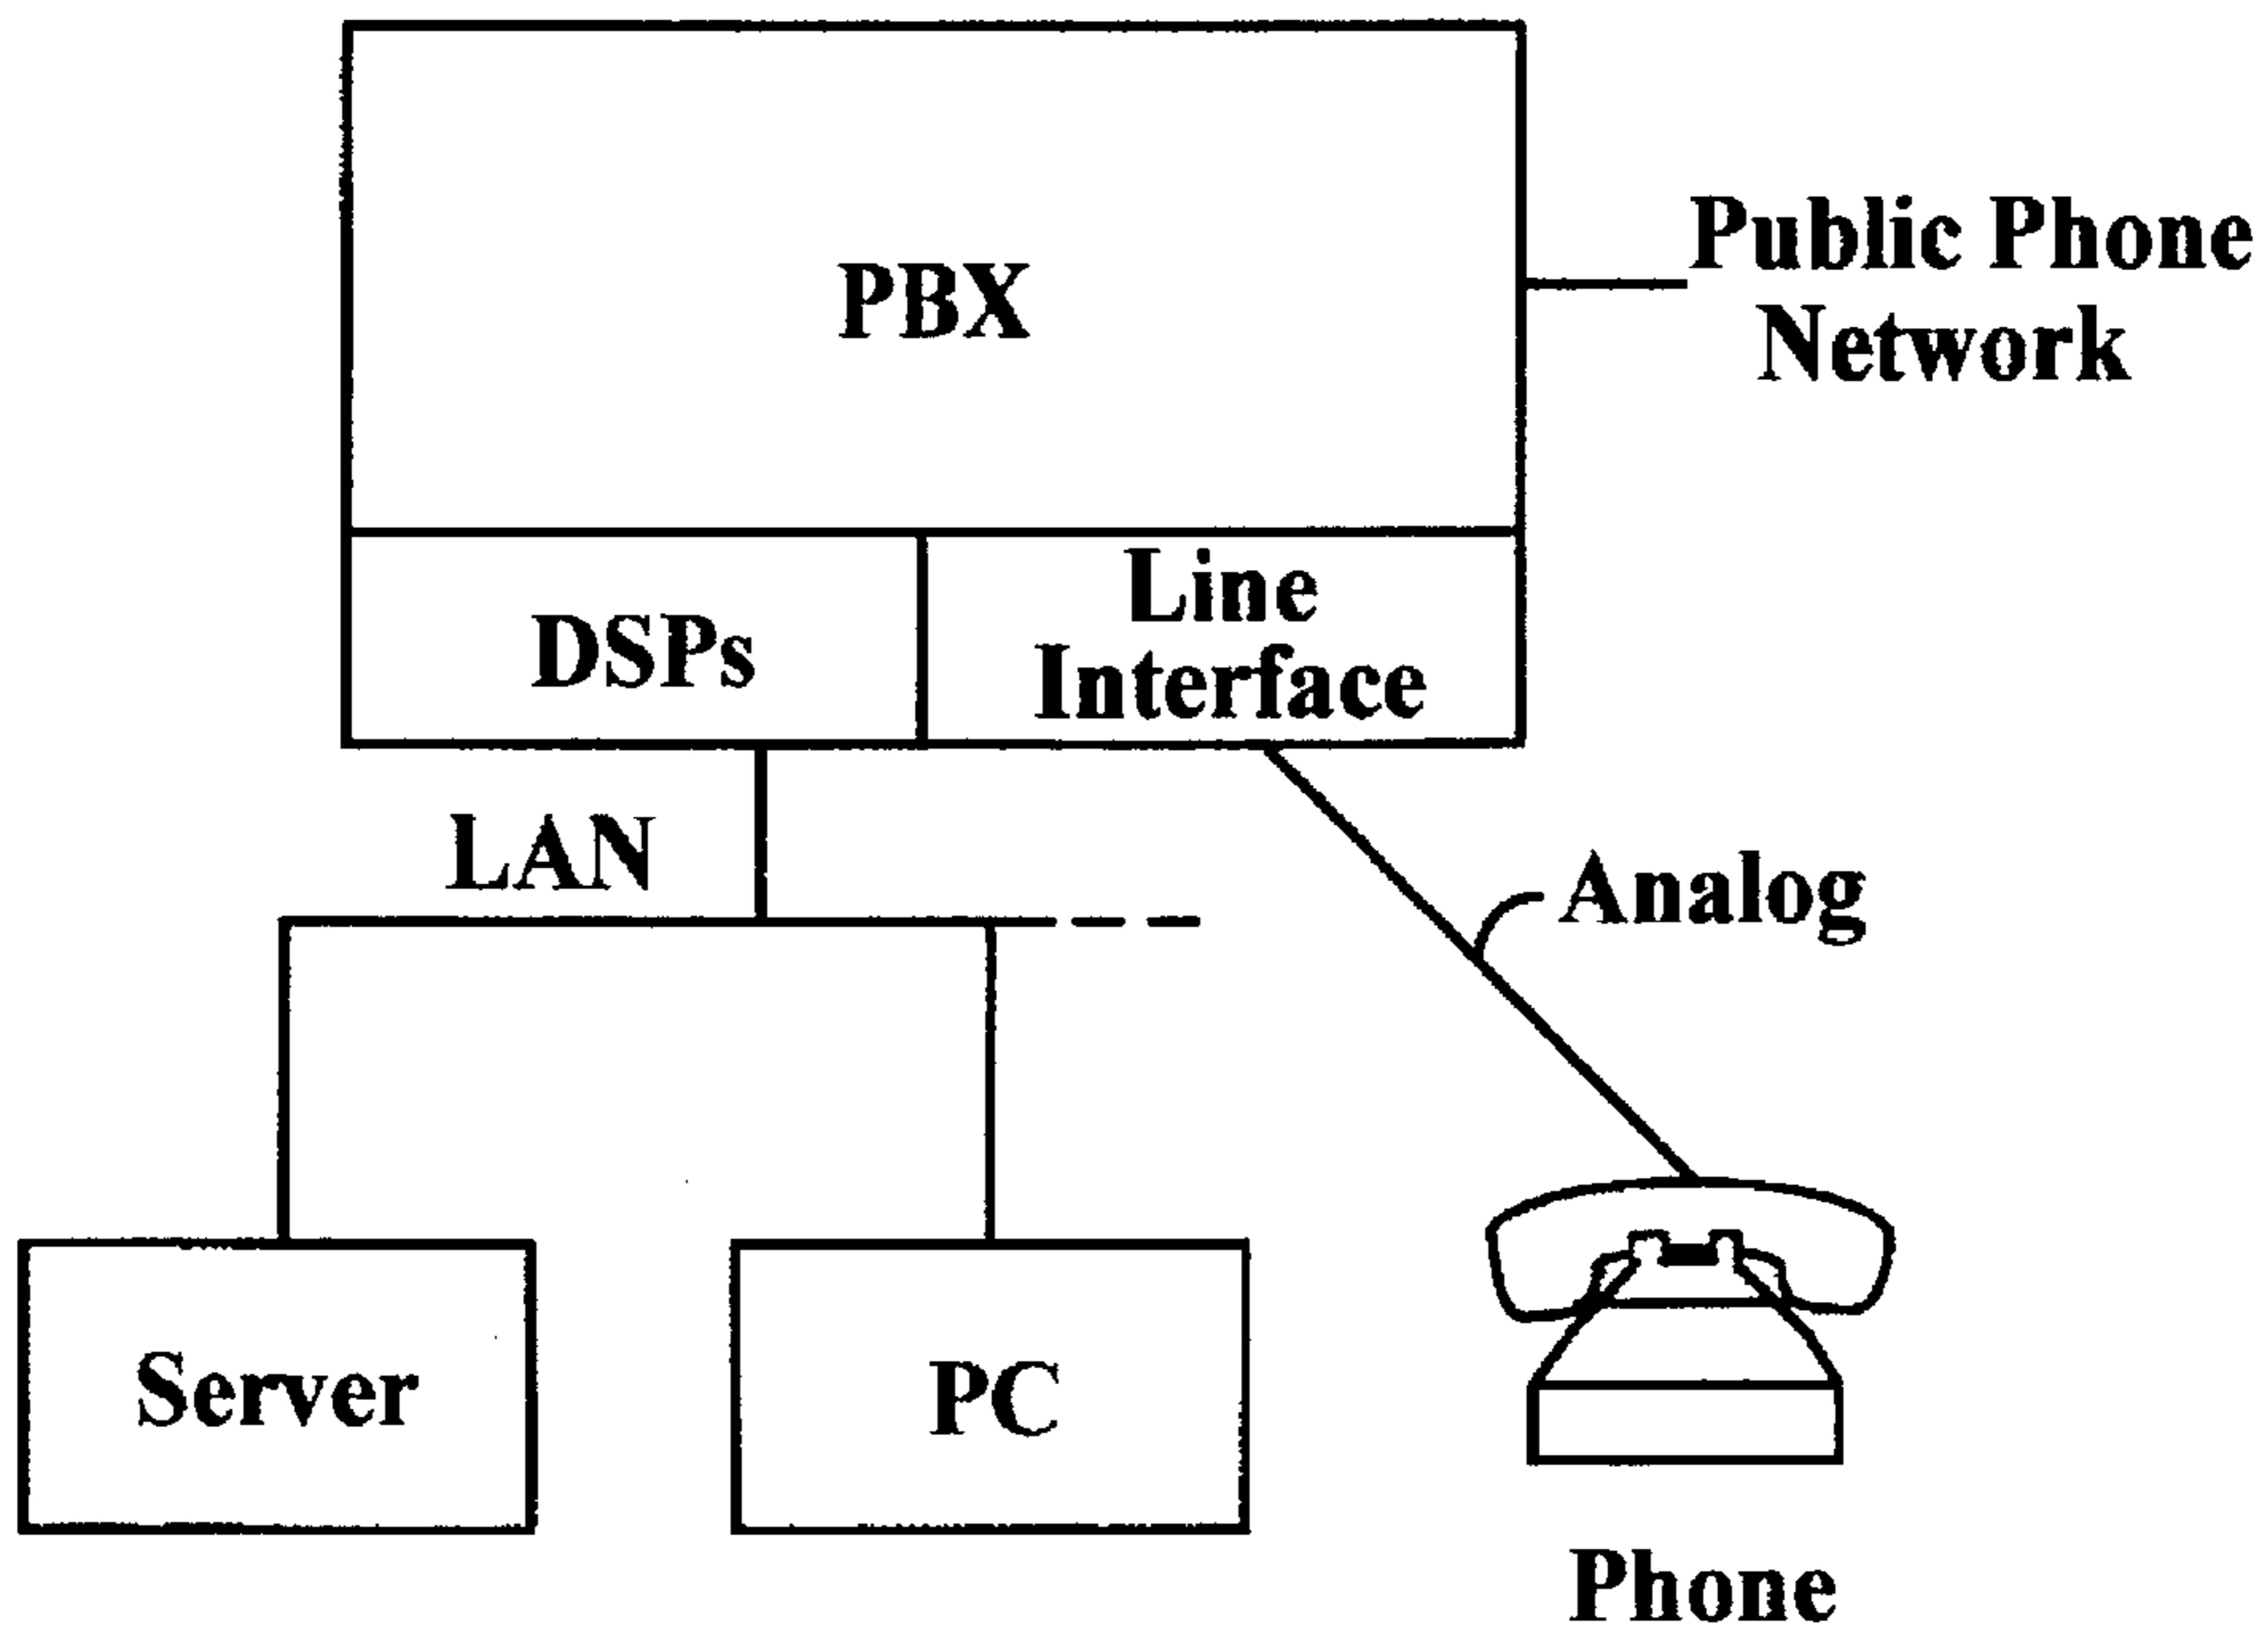 PBX
Public Phone
Network
DSPs
Line
Interface
LAN
Analog
Server
PC
Phone